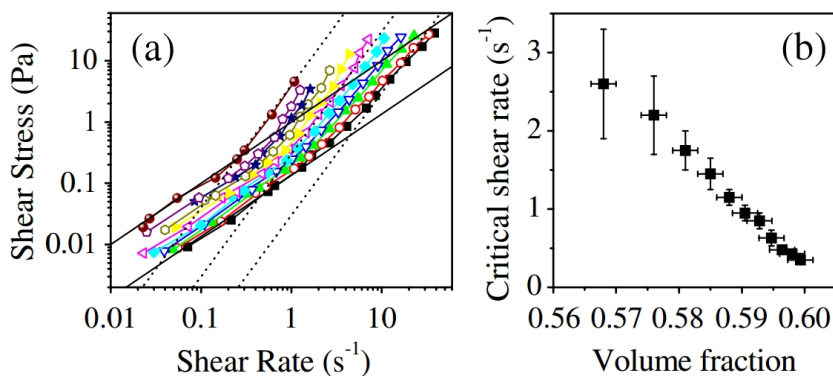 (a)
Shear Stress (Pa)
10
1
0.1
0.01
0.01 0.1 1 10
Shear Rate (s⁻¹)
(b)
Critical shear rate (s⁻¹)
3
2
1
0
0.56 0.57 0.58 0.59 0.60
Volume fraction